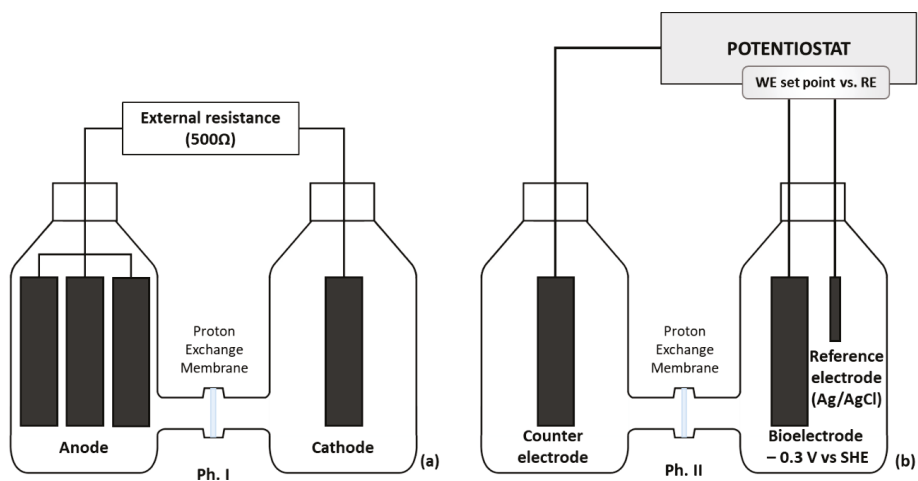 External resistance
(500Ω)
Proton
Exchange
Membrane
Anode
Cathode
(a)
Ph. I
POTENTIOSTAT
WE set point vs. RE
Proton
Exchange
Membrane
Reference
electrode
(Ag/AgCl)
Counter
electrode
Bioelectrode
– 0.3 V vs SHE
(b)
Ph. II